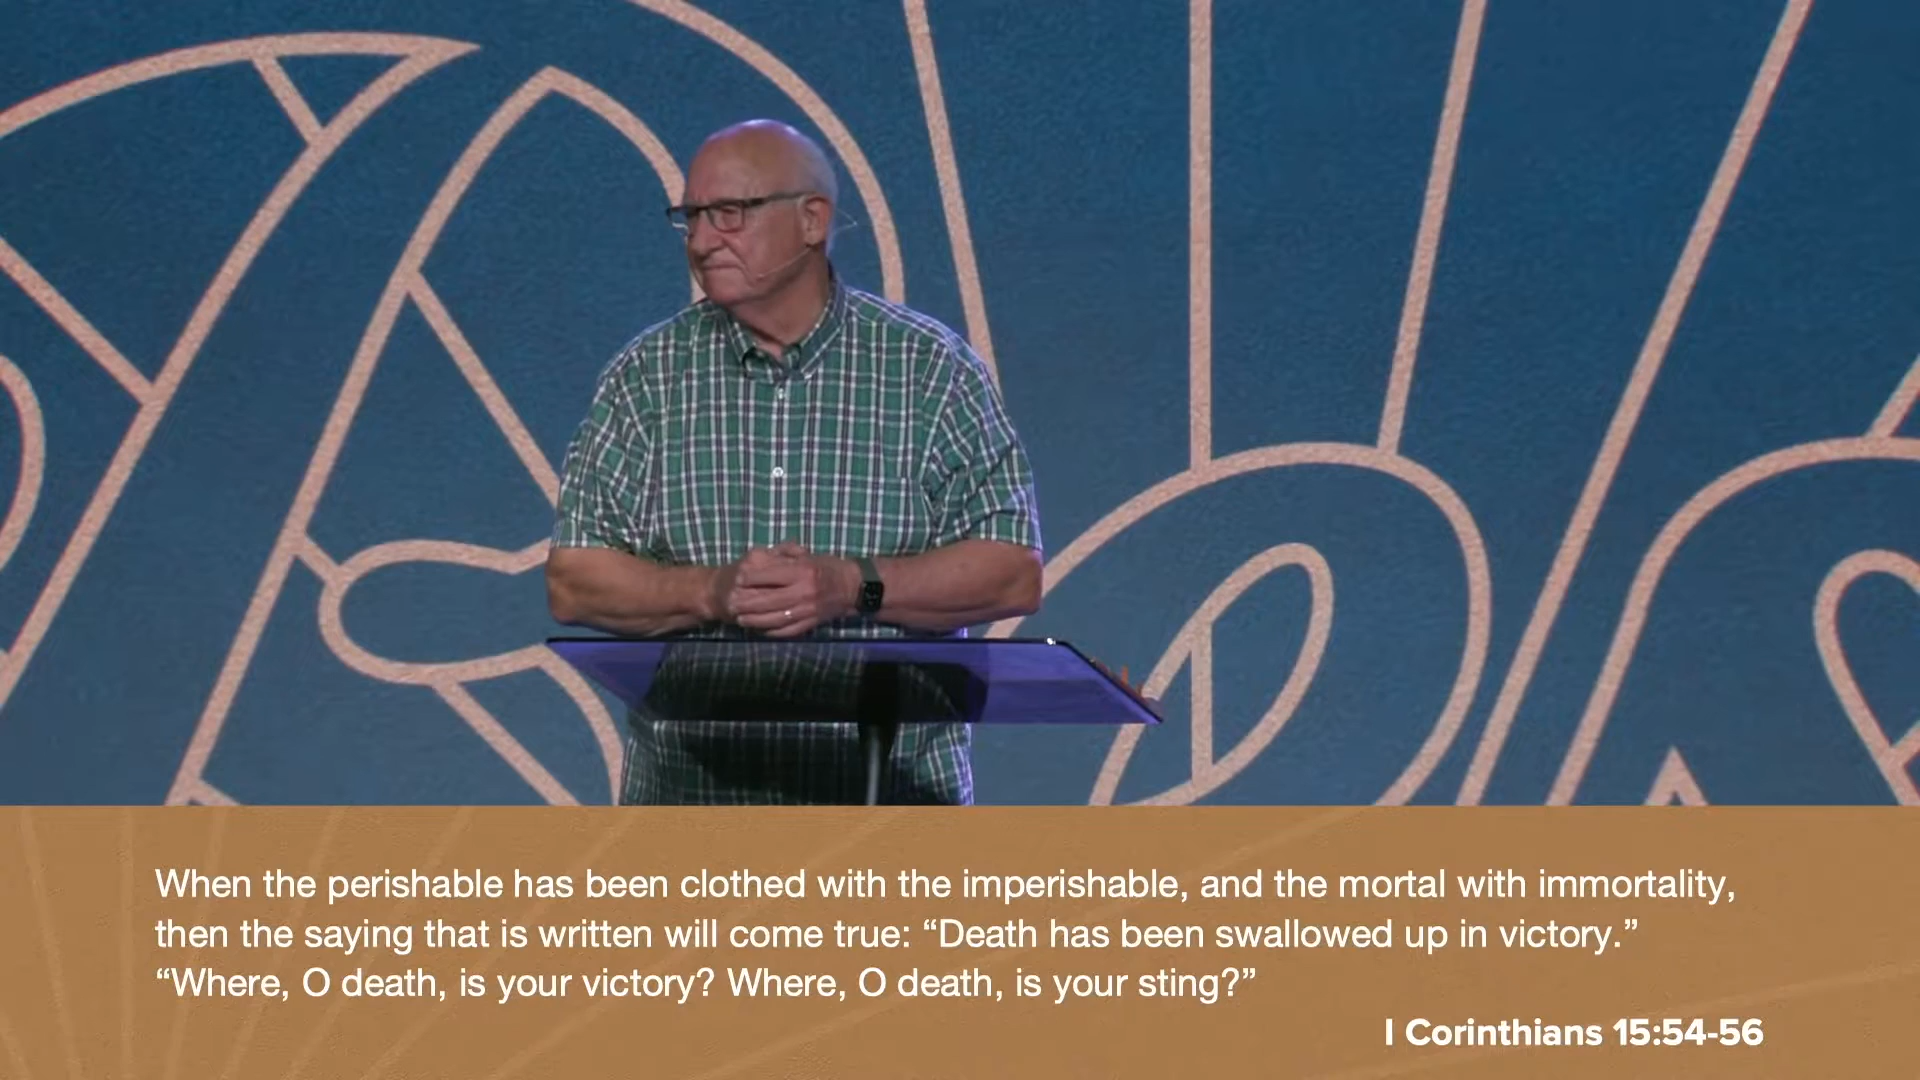 When the perishable has been clothed with the imperishable, and the mortal with immortality,
then the saying that is written will come true: “Death has been swallowed up in victory.”
“Where, O death, is your victory? Where, O death, is your sting?”
I Corinthians 15:54-56